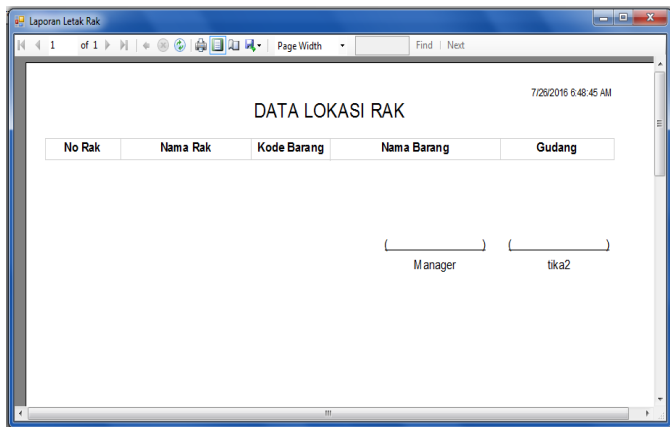 Laporan Letak Rak
1 of 1 Page Width Find | Next
7/26/2016 6:48:45 AM
DATA LOKASI RAK
No Rak Nama Rak Kode Barang Nama Barang Gudang
(                    ) (                    )
Manager tika2